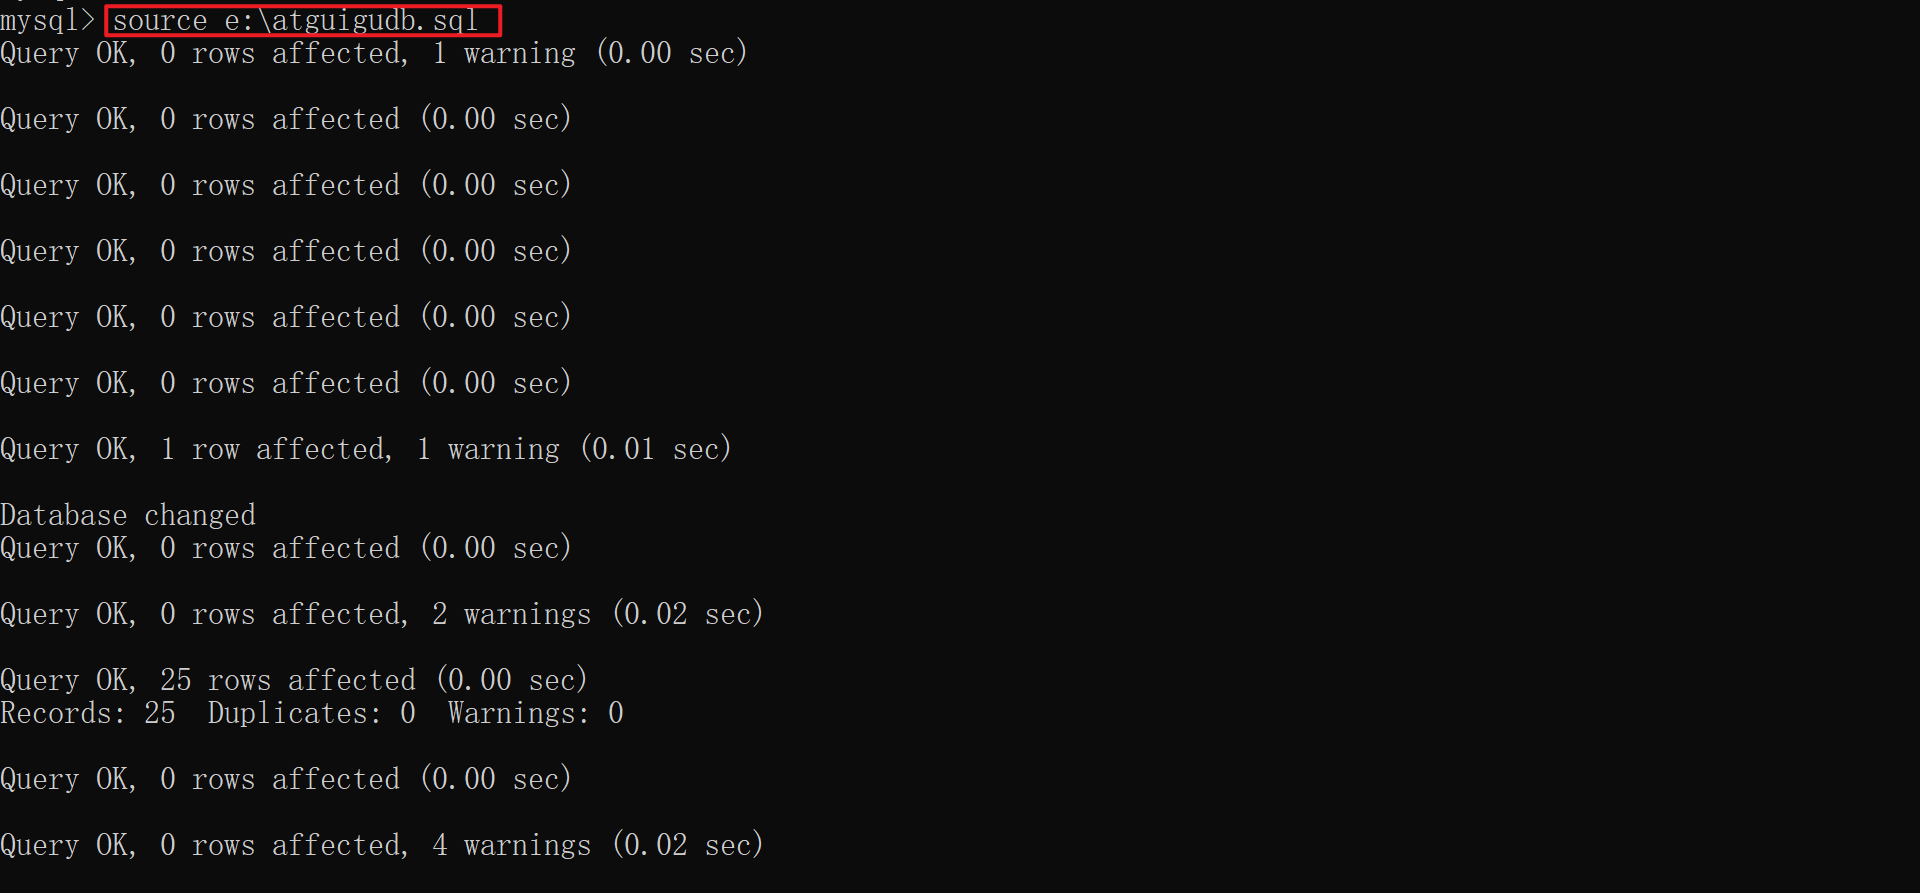 mysql> source e:\atguigudb.sql
Query OK, 0 rows affected, 1 warning (0.00 sec)
Query OK, 0 rows affected (0.00 sec)
Query OK, 0 rows affected (0.00 sec)
Query OK, 0 rows affected (0.00 sec)
Query OK, 0 rows affected (0.00 sec)
Query OK, 0 rows affected (0.00 sec)
Query OK, 1 row affected, 1 warning (0.01 sec)
Database changed
Query OK, 0 rows affected (0.00 sec)
Query OK, 0 rows affected, 2 warnings (0.02 sec)
Query OK, 25 rows affected (0.00 sec)
Records: 25  Duplicates: 0  Warnings: 0
Query OK, 0 rows affected (0.00 sec)
Query OK, 0 rows affected, 4 warnings (0.02 sec)